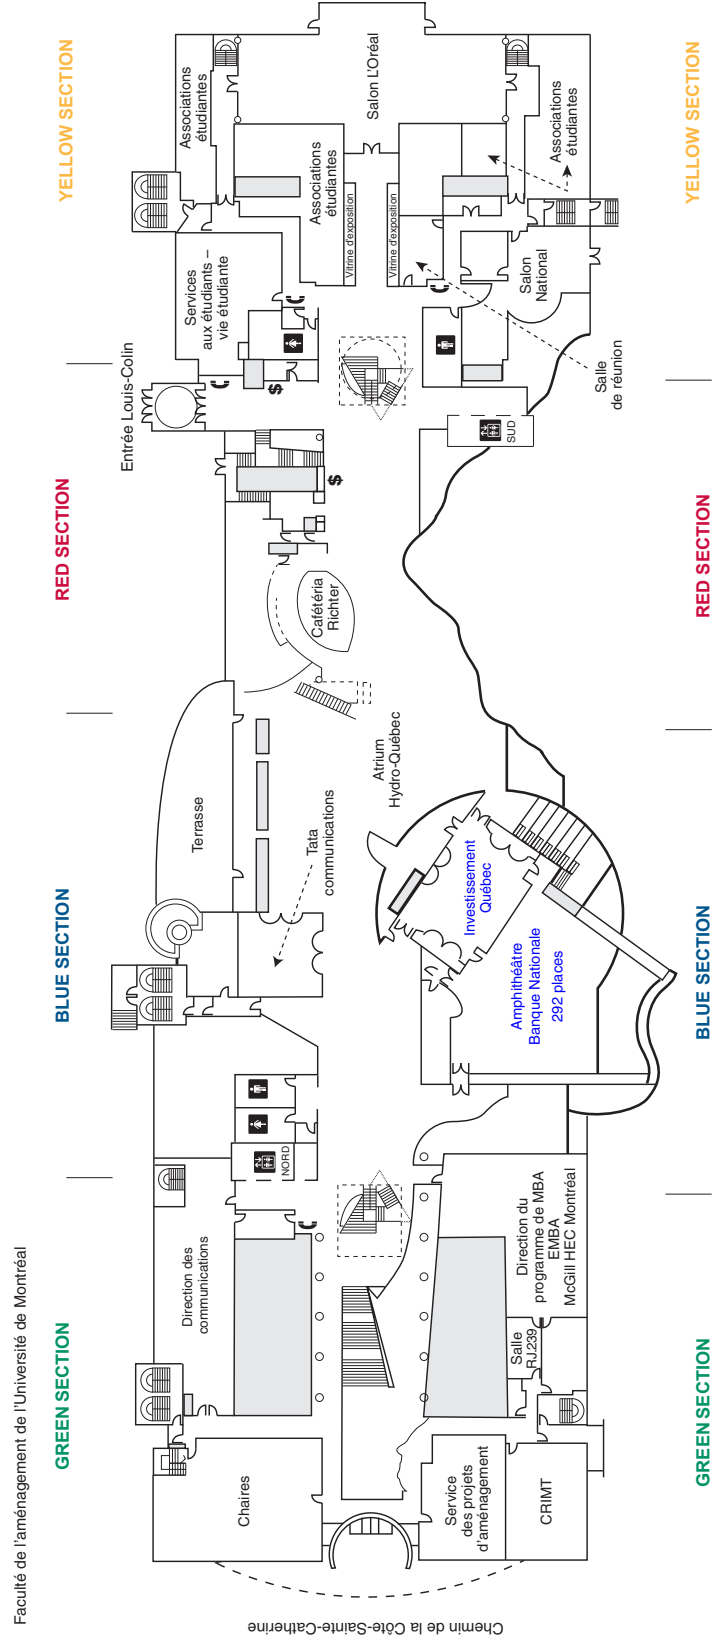 Faculté de l'aménagement de l'Université de Montréal
YELLOW SECTION
RED SECTION
BLUE SECTION
GREEN SECTION
YELLOW SECTION
RED SECTION
BLUE SECTION
GREEN SECTION
Associations
étudiantes
Salon L'Oréal
Associations
étudiantes
Associations
étudiantes
Vitrine d'exposition
Vitrine d'exposition
Services
aux étudiants –
vie étudiante
Salon
National
Salle
de réunion
Entrée Louis-Colin
$
SUD
$
Cafétéria
Richter
Atrium
Hydro-Québec
Terrasse
Tata
communications
Investissement
Québec
Amphithéâtre
Banque Nationale
292 places
NORD
Direction des
communications
Direction du
programme de MBA
EMBA
McGill HEC Montréal
Salle
RJ.239
Chaires
Service
des projets
d'aménagement
CRIMT
Chemin de la Côte-Sainte-Catherine